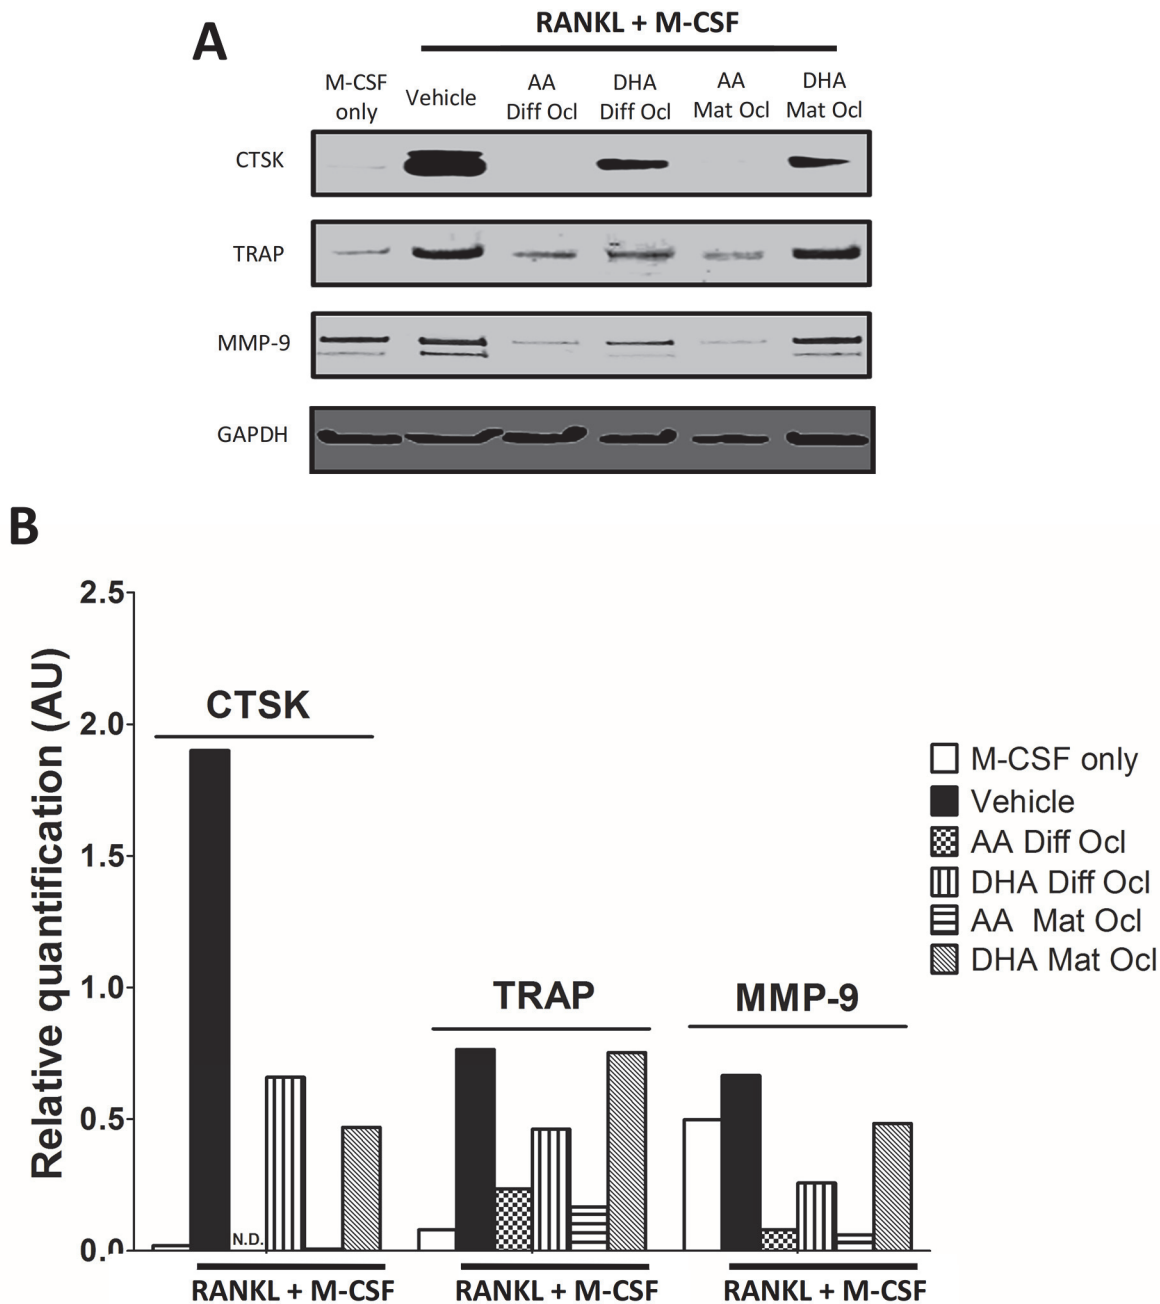 A
RANKL + M-CSF
M-CSF only
Vehicle
AA Diff Ocl
DHA Diff Ocl
AA Mat Ocl
DHA Mat Ocl
CTSK
TRAP
MMP-9
GAPDH
B
Relative quantification (AU)
2.5
2.0
1.5
1.0
0.5
0.0
CTSK
TRAP
MMP-9
N.D.
RANKL + M-CSF
RANKL + M-CSF
RANKL + M-CSF
M-CSF only
Vehicle
AA Diff Ocl
DHA Diff Ocl
AA Mat Ocl
DHA Mat Ocl